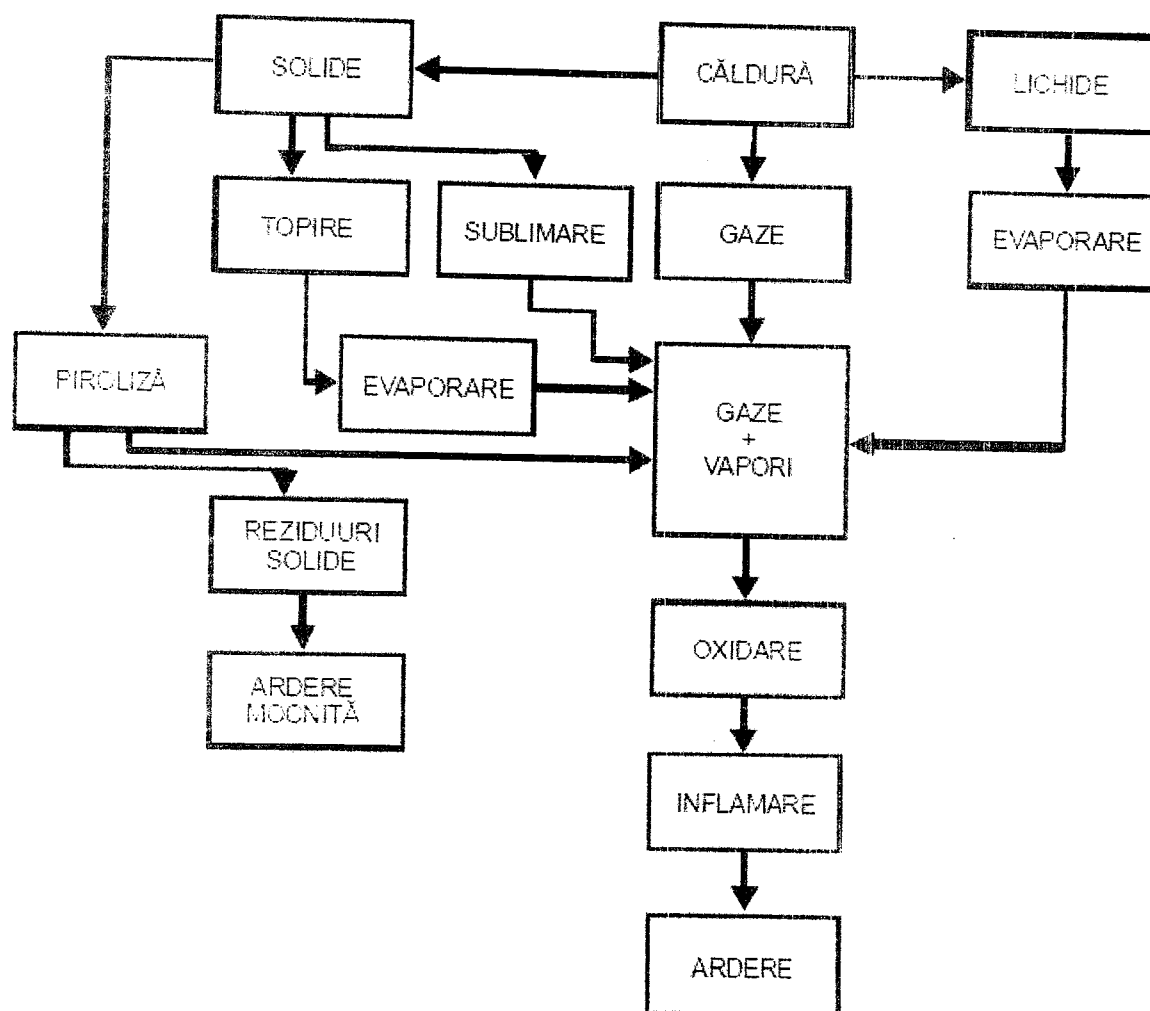 SOLIDE
CĂLDURĂ
LICHIDE
TOPIRE
SUBLIMARE
GAZE
EVAPORARE
PIROLIZĂ
EVAPORARE
GAZE
+
VAPORI
REZIDUURI
SOLIDE
OXIDARE
ARDERE
MOCNITĂ
INFLAMARE
ARDERE